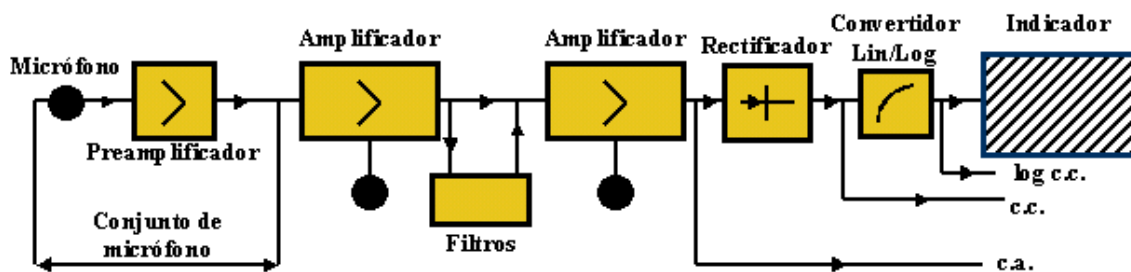 Micrófono
Preamplificador
Conjunto de
micrófono
Amplificador
Filtros
Amplificador
Rectificador
Convertidor
Lin/Log
Indicador
log c.c.
c.c.
c.a.